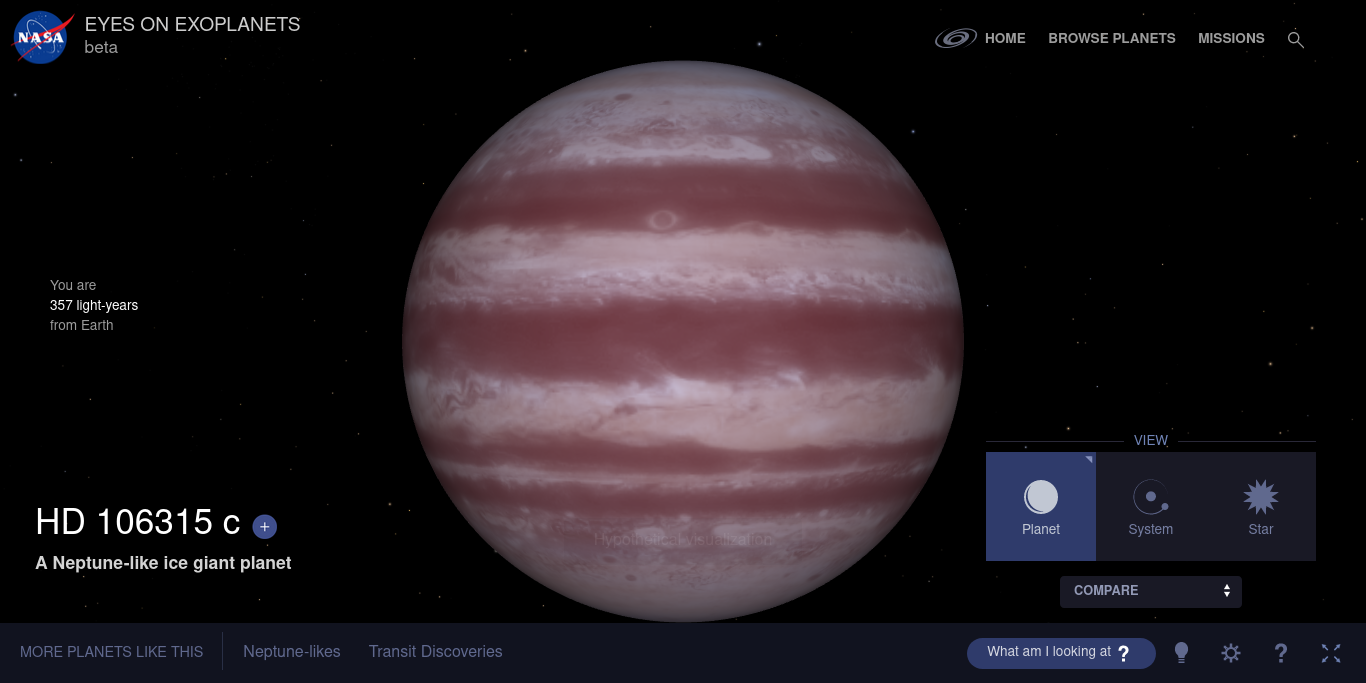 NASA
EYES ON EXOPLANETS
beta
HOME
BROWSE PLANETS
MISSIONS
You are
357 light-years
from Earth
VIEW
Planet
System
Star
HD 106315 c +
A Neptune-like ice giant planet
Hypothetical visualization
COMPARE
MORE PLANETS LIKE THIS
Neptune-likes
Transit Discoveries
What am I looking at ?
?